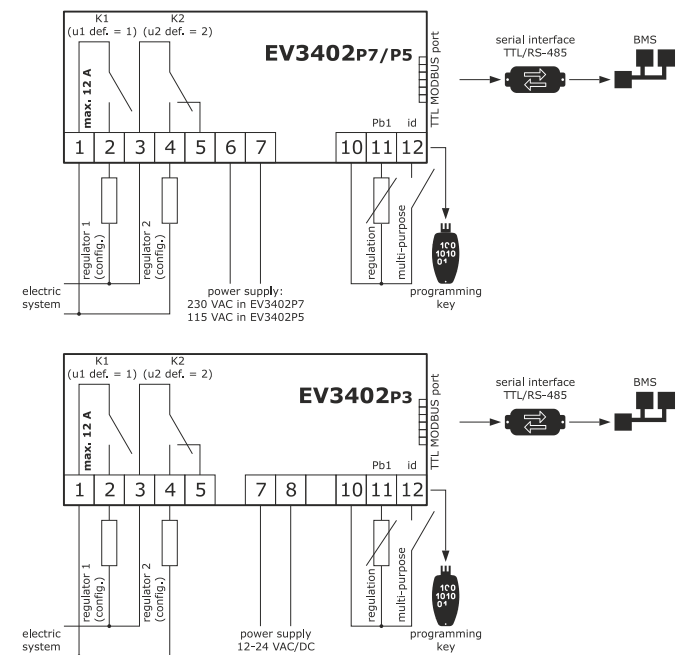 K1 K2
(u1 def. = 1) (u2 def. = 2)
EV3402P7/P5
max. 12 A
TTL MODBUS port
serial interface
TTL/RS-485
BMS
Pb1 id
1 2 3 4 5 6 7 10 11 12
regulator 1
(config.)
regulator 2
(config.)
regulation
multi-purpose
100
1010
01
electric
system
power supply:
230 VAC in EV3402P7
115 VAC in EV3402P5
programming
key
K1 K2
(u1 def. = 1) (u2 def. = 2)
EV3402P3
max. 12 A
TTL MODBUS port
serial interface
TTL/RS-485
BMS
Pb1 id
1 2 3 4 5 7 8 10 11 12
regulator 1
(config.)
regulator 2
(config.)
regulation
multi-purpose
100
1010
01
electric
system
power supply
12-24 VAC/DC
programming
key